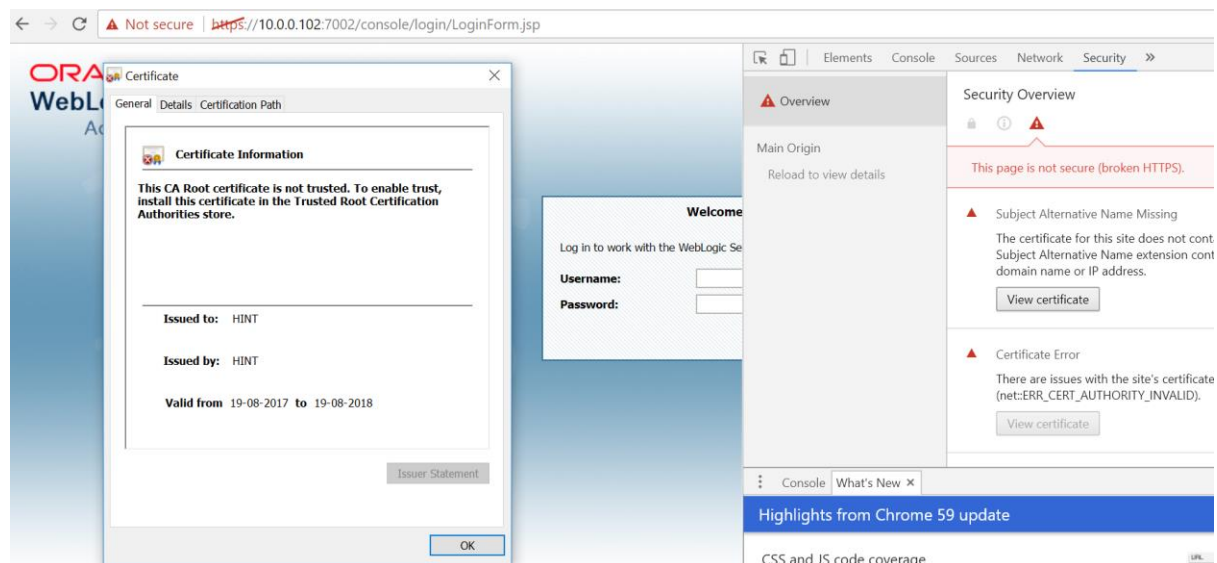 Not secure | https://10.0.0.102:7002/console/login/LoginForm.jsp
ORA
WebL
Certificate
General Details Certification Path
Certificate Information
This CA Root certificate is not trusted. To enable trust,
install this certificate in the Trusted Root Certification
Authorities store.
Issued to: HINT
Issued by: HINT
Valid from 19-08-2017 to 19-08-2018
Issuer Statement
OK
Welcome
Log in to work with the WebLogic Se
Username:
Password:
Elements Console Sources Network Security »
Overview
Main Origin
Reload to view details
Security Overview
This page is not secure (broken HTTPS).
Subject Alternative Name Missing
The certificate for this site does not cont
Subject Alternative Name extension cont
domain name or IP address.
View certificate
Certificate Error
There are issues with the site's certificate
(net::ERR_CERT_AUTHORITY_INVALID).
View certificate
Console What's New ×
Highlights from Chrome 59 update
CSS and JS code coverage
URL